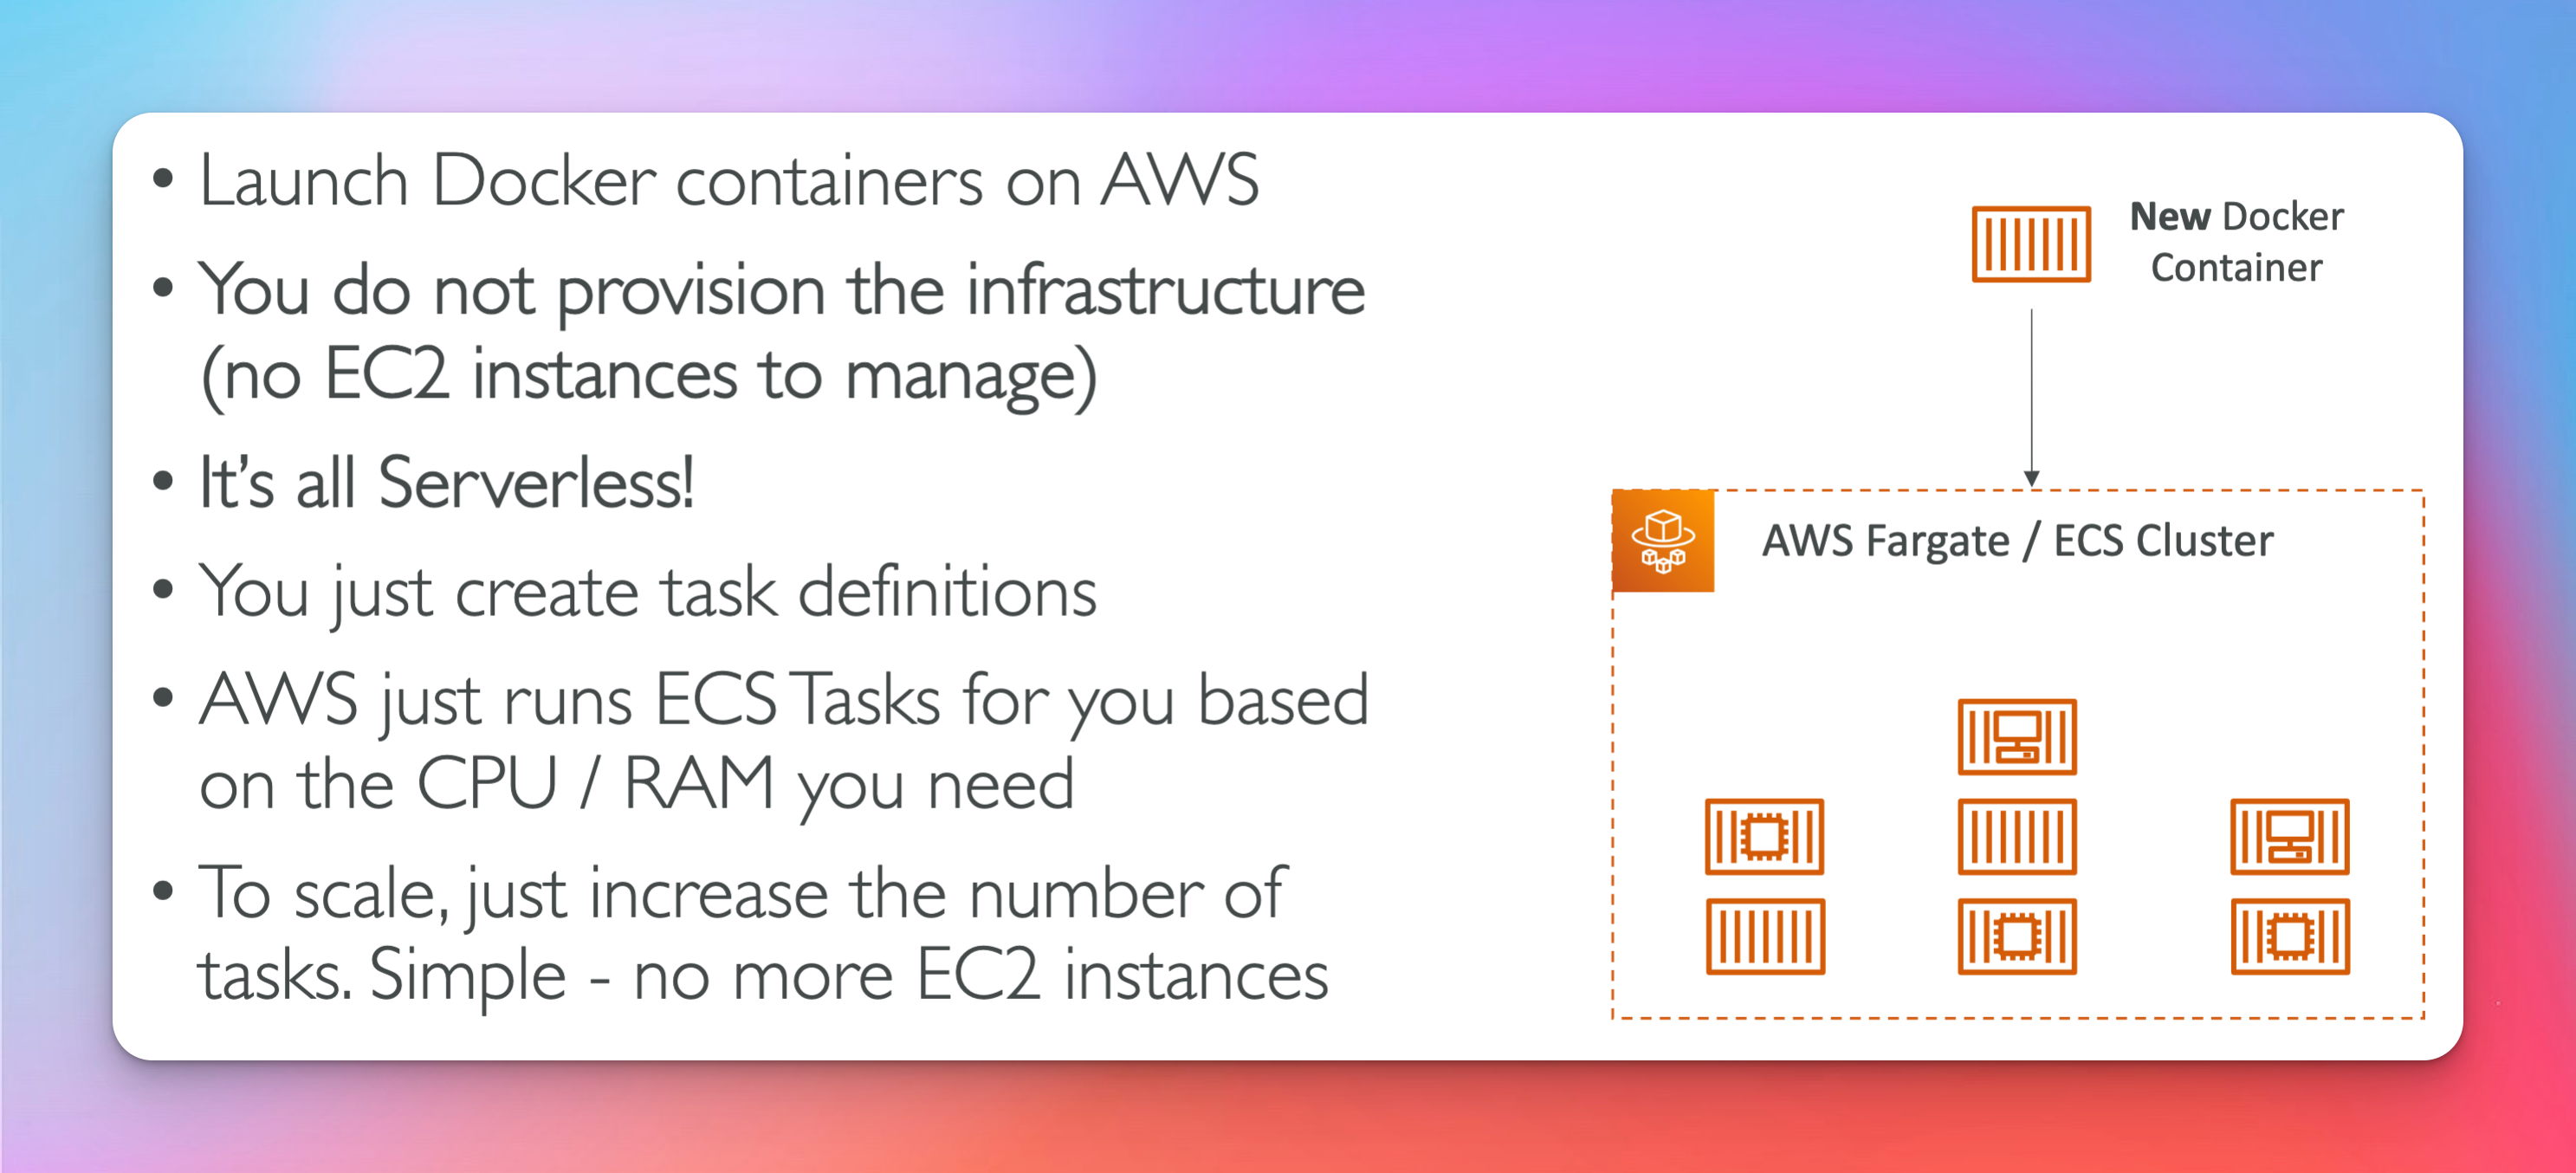 • Launch Docker containers on AWS
• You do not provision the infrastructure
(no EC2 instances to manage)
• It’s all Serverless!
• You just create task definitions
• AWS just runs ECS Tasks for you based
on the CPU / RAM you need
• To scale, just increase the number of
tasks. Simple - no more EC2 instances
New Docker
Container
AWS Fargate / ECS Cluster